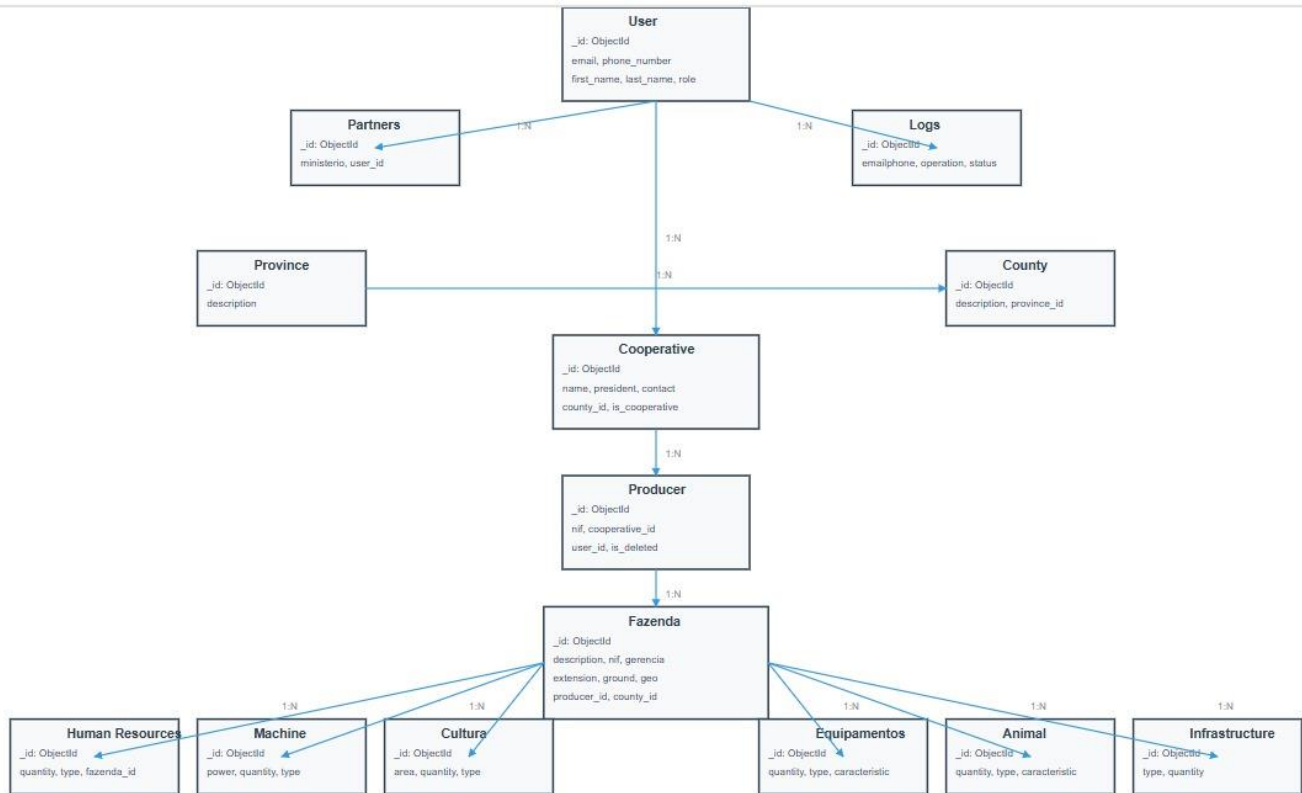 User
_id: ObjectId
email, phone_number
first_name, last_name, role
Partners
_id: ObjectId
ministerio, user_id
1:N
1:N
Logs
_id: ObjectId
emailphone, operation, status
1:N
Province
_id: ObjectId
description
1:N
County
_id: ObjectId
description, province_id
Cooperative
_id: ObjectId
name, president, contact
county_id, is_cooperative
1:N
Producer
_id: ObjectId
nif, cooperative_id
user_id, is_deleted
1:N
Fazenda
_id: ObjectId
description, nif, gerencia
extension, ground, geo
producer_id, county_id
1:N
1:N
1:N
1:N
1:N
Human Resources
_id: ObjectId
quantity, type, fazenda_id
Machine
_id: ObjectId
power, quantity, type
Cultura
_id: ObjectId
area, quantity, type
Equipamentos
_id: ObjectId
quantity, type, caracteristic
Animal
_id: ObjectId
quantity, type, caracteristic
Infrastructure
_id: ObjectId
type, quantity